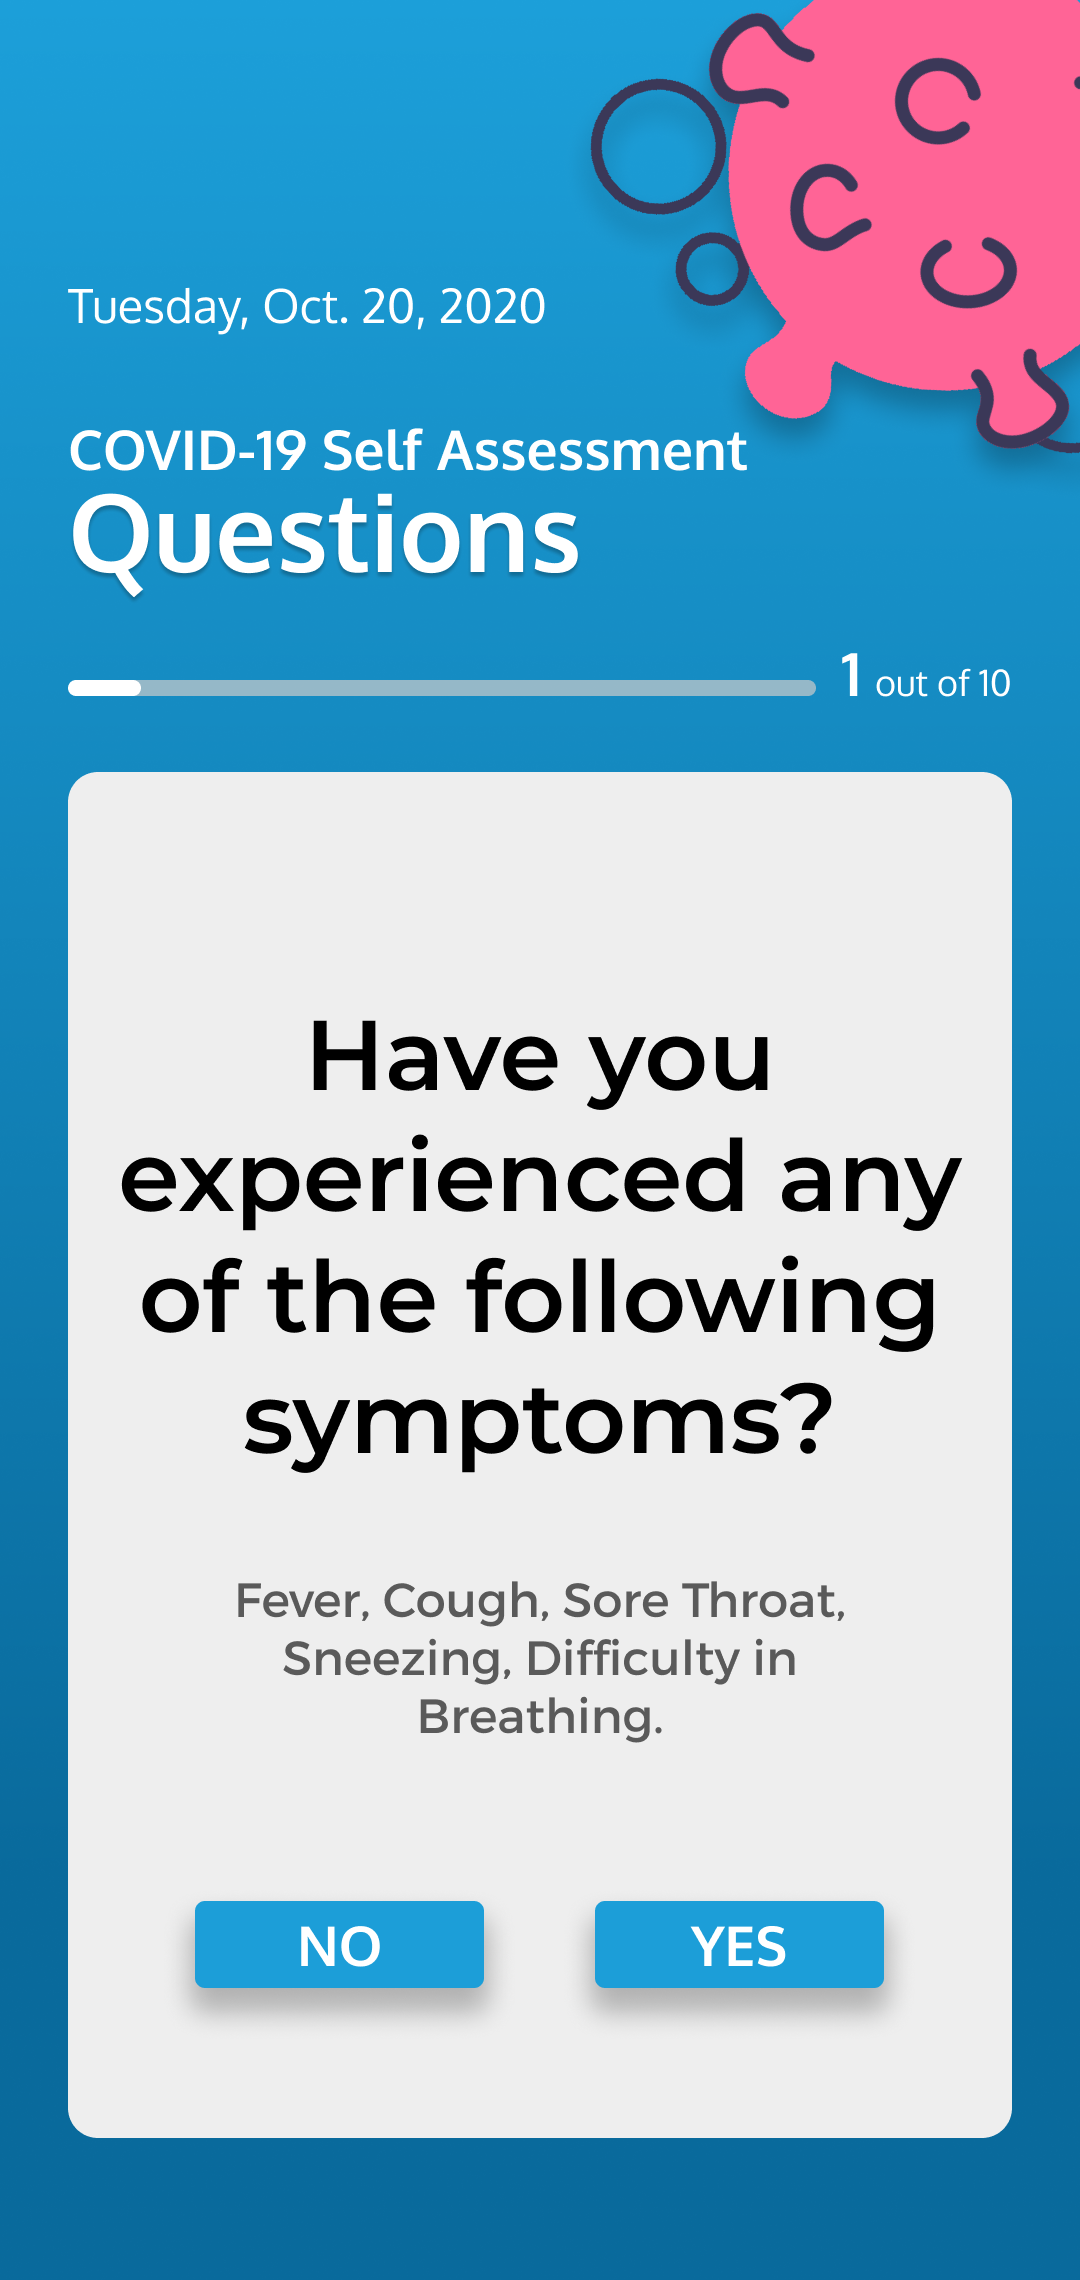 Tuesday, Oct. 20, 2020
COVID-19 Self Assessment
Questions
1 out of 10
Have you
experienced any
of the following
symptoms?
Fever, Cough, Sore Throat,
Sneezing, Difficulty in
Breathing.
NO YES